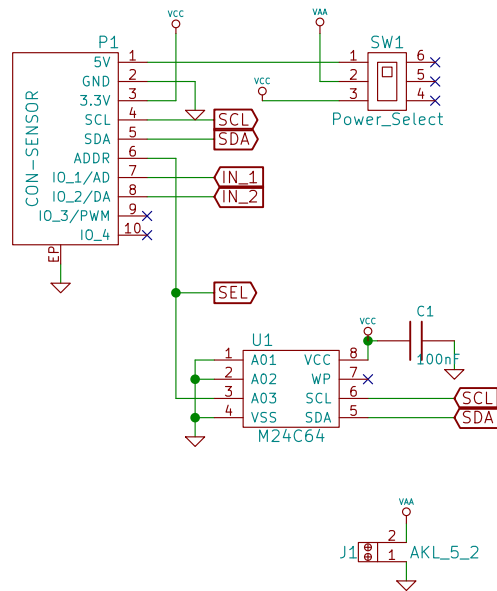 VCC
VAA
P1
SW1
CON-SENSOR
5V 1
GND 2
3.3V 3
SCL 4
SDA 5
ADDR 6
IO_1/AD 7
IO_2/DA 8
IO_3/PWM 9
IO_4 10
EP
SCL
SDA
IN_1
IN_2
VCC
1 6
2 5
3 4
Power_Select
SEL
U1
VCC
C1
100nF
1 A01 VCC 8
2 A02 WP 7
3 A03 SCL 6
4 VSS SDA 5
M24C64
SCL
SDA
VAA
J1
2
1
AKL_5_2